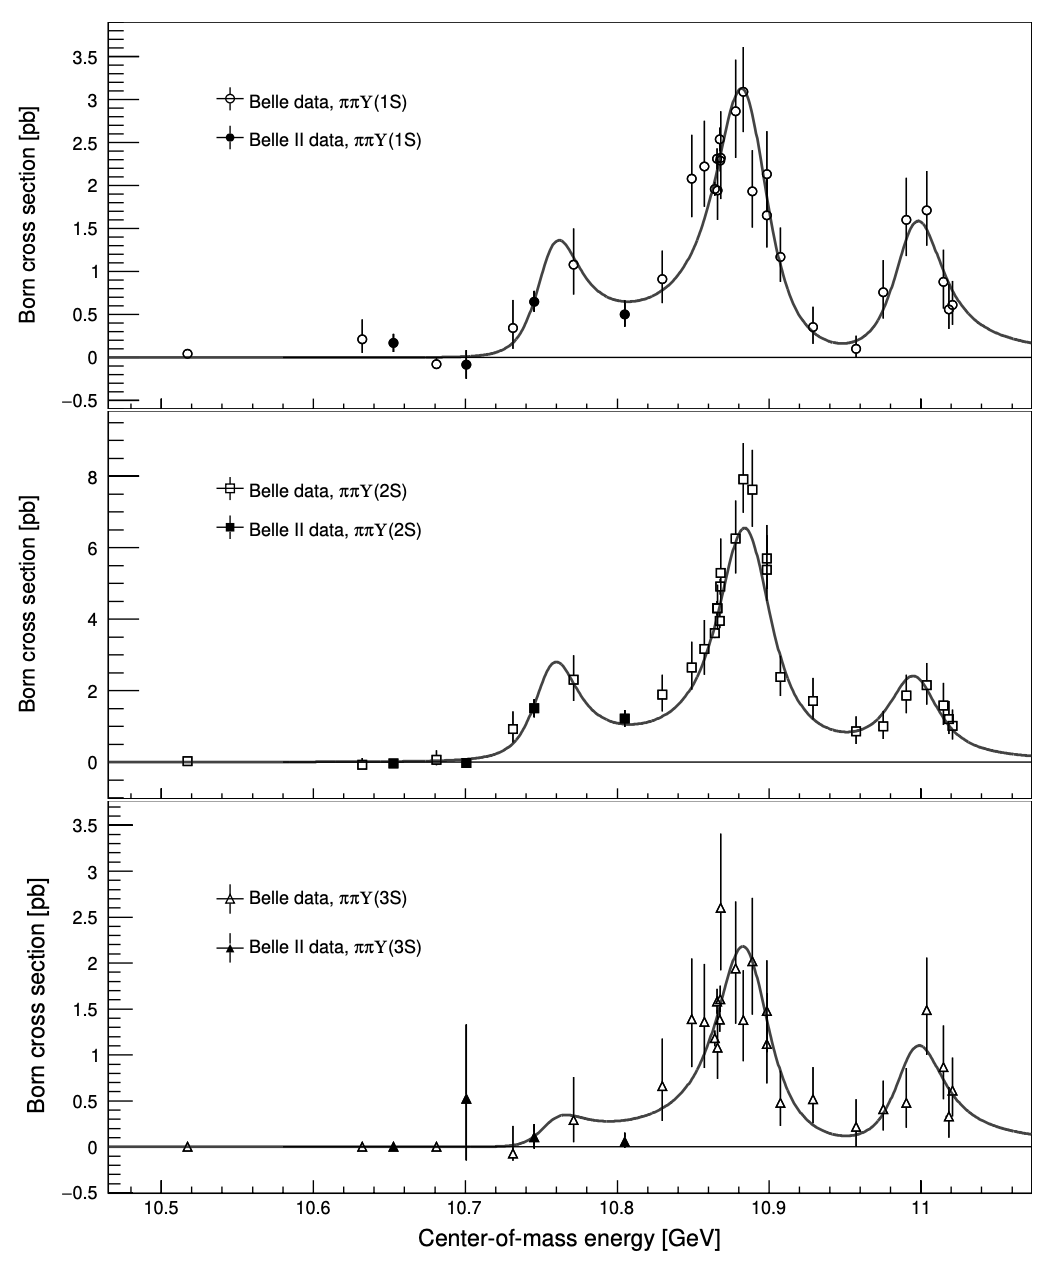 Born cross section [pb]
3.5
3
2.5
2
1.5
1
0.5
0
−0.5
Belle data, ππΥ(1S)
Belle II data, ππΥ(1S)
Born cross section [pb]
8
6
4
2
0
Belle data, ππΥ(2S)
Belle II data, ππΥ(2S)
Born cross section [pb]
3.5
3
2.5
2
1.5
1
0.5
0
−0.5
Belle data, ππΥ(3S)
Belle II data, ππΥ(3S)
10.5 10.6 10.7 10.8 10.9 11
Center-of-mass energy [GeV]